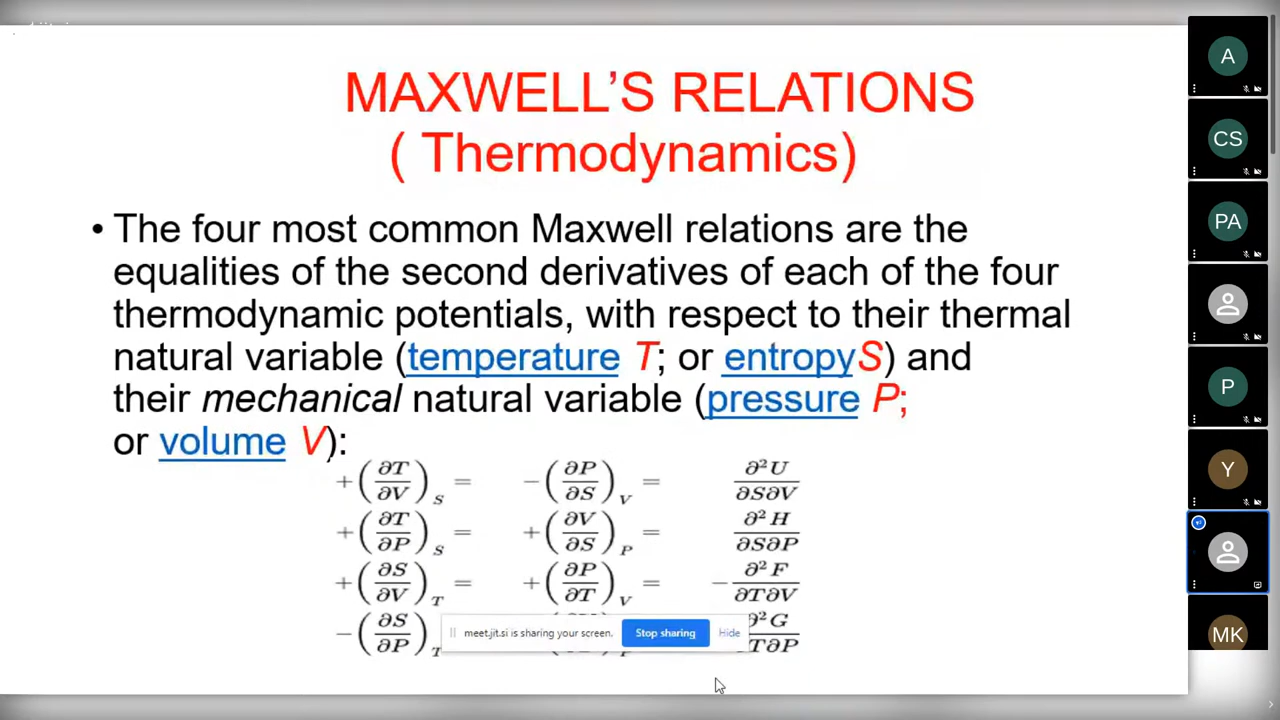 MAXWELL’S RELATIONS
( Thermodynamics)
• The four most common Maxwell relations are the
equalities of the second derivatives of each of the four
thermodynamic potentials, with respect to their thermal
natural variable (temperature T; or entropyS) and
their mechanical natural variable (pressure P;
or volume V):
+(∂T/∂V)_S = −(∂P/∂S)_V = ∂²U/∂S∂V
+(∂T/∂P)_S = +(∂V/∂S)_P = ∂²H/∂S∂P
+(∂S/∂V)_T = +(∂P/∂T)_V = −∂²F/∂T∂V
−(∂S/∂P)_T ∂²G/T∂P
meet.jit.si is sharing your screen. Stop sharing Hide
A
CS
PA
P
Y
MK